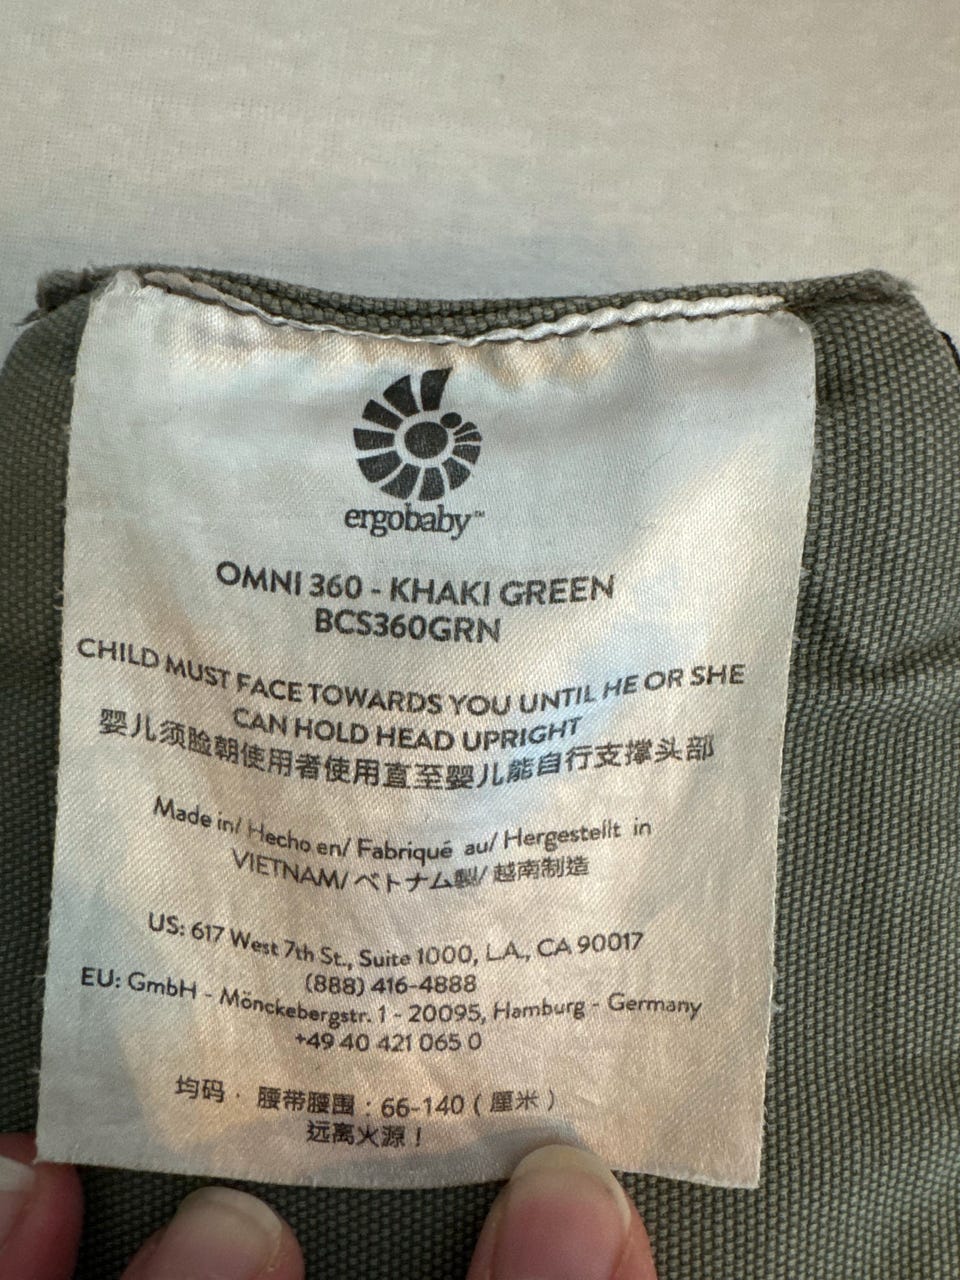 ergobaby™
OMNI 360 - KHAKI GREEN
BCS360GRN
CHILD MUST FACE TOWARDS YOU UNTIL HE OR SHE
CAN HOLD HEAD UPRIGHT
婴儿须脸朝使用者使用直至婴儿能自行支撑头部
Made in/ Hecho en/ Fabriqué au/ Hergestellt in
VIETNAM/ ベトナム製/ 越南制造
US: 617 West 7th St., Suite 1000, L.A., CA 90017
(888) 416-4888
EU: GmbH - Mönckebergstr. 1 - 20095, Hamburg - Germany
+49 40 421 065 0
均码 · 腰带腰围：66-140（厘米）
远离火源！